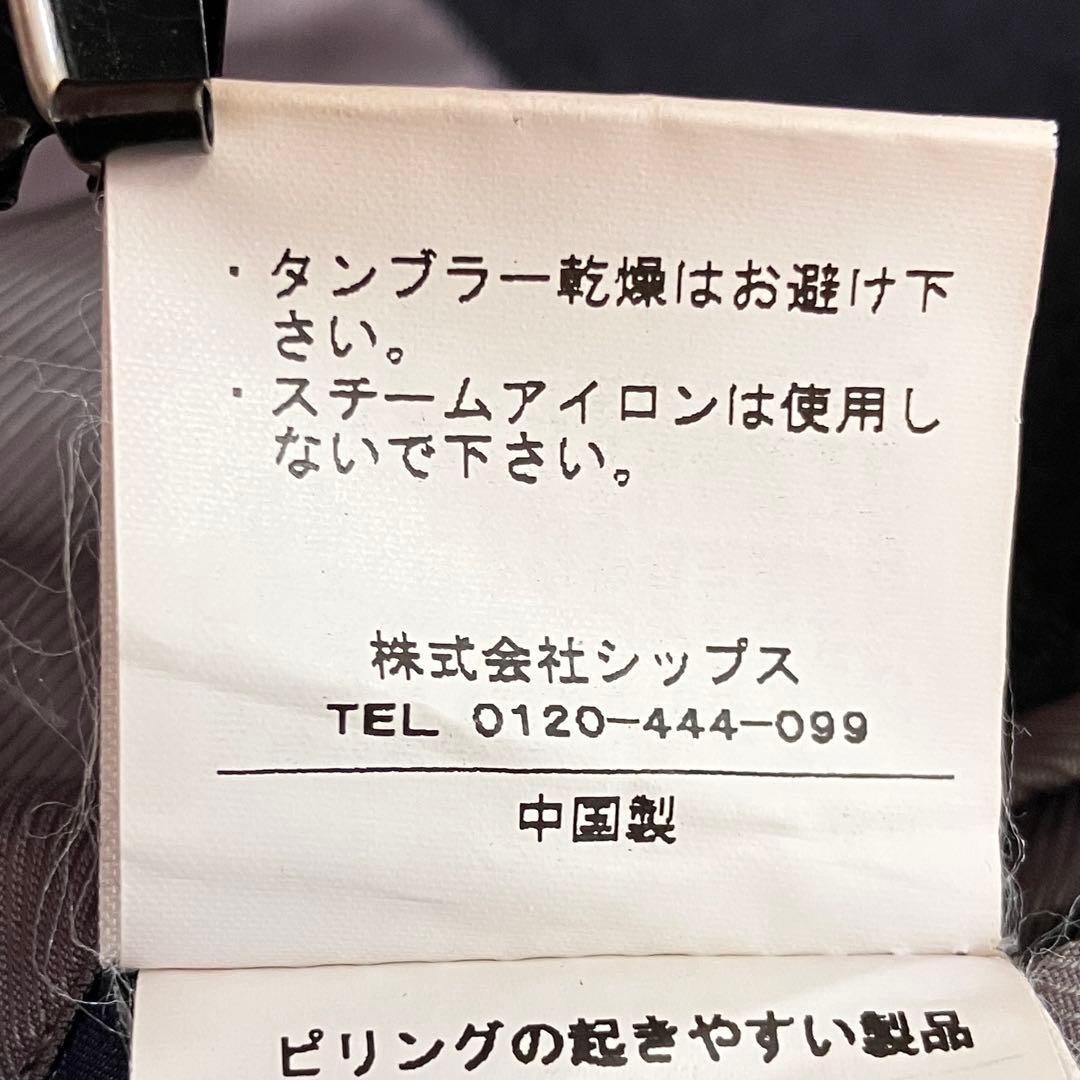 ・タンブラー乾燥はお避け下
さい。
・スチームアイロンは使用し
ないで下さい。
株式会社シップス
TEL 0120-444-099
中国製
ピリングの起きやすい製品